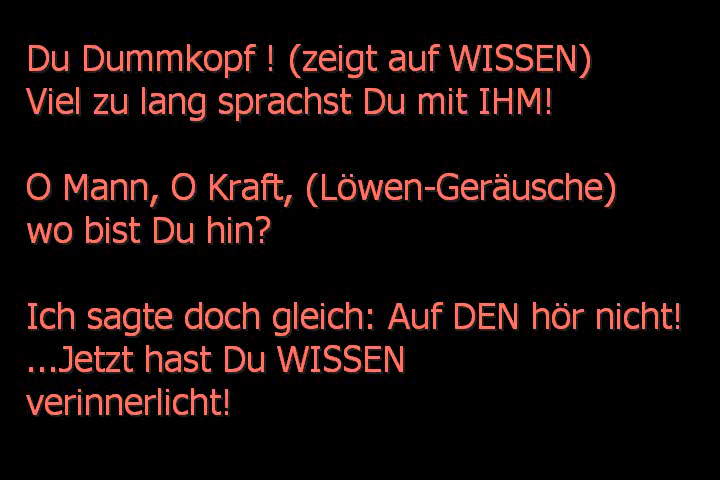 Du Dummkopf ! (zeigt auf WISSEN)
Viel zu lang sprachst Du mit IHM!
O Mann, O Kraft, (Löwen-Geräusche)
wo bist Du hin?
Ich sagte doch gleich: Auf DEN hör nicht!
...Jetzt hast Du WISSEN
verinnerlicht!